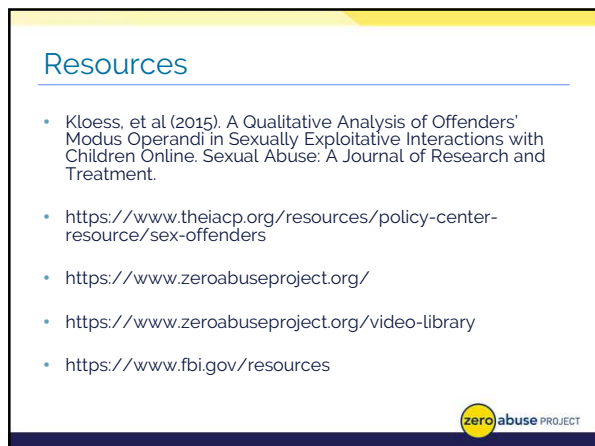 Resources
• Kloess, et al (2015). A Qualitative Analysis of Offenders'
Modus Operandi in Sexually Exploitative Interactions with
Children Online. Sexual Abuse: A Journal of Research and
Treatment.
• https://www.theiacp.org/resources/policy-center-
resource/sex-offenders
• https://www.zeroabuseproject.org/
• https://www.zeroabuseproject.org/video-library
• https://www.fbi.gov/resources
zero abuse PROJECT